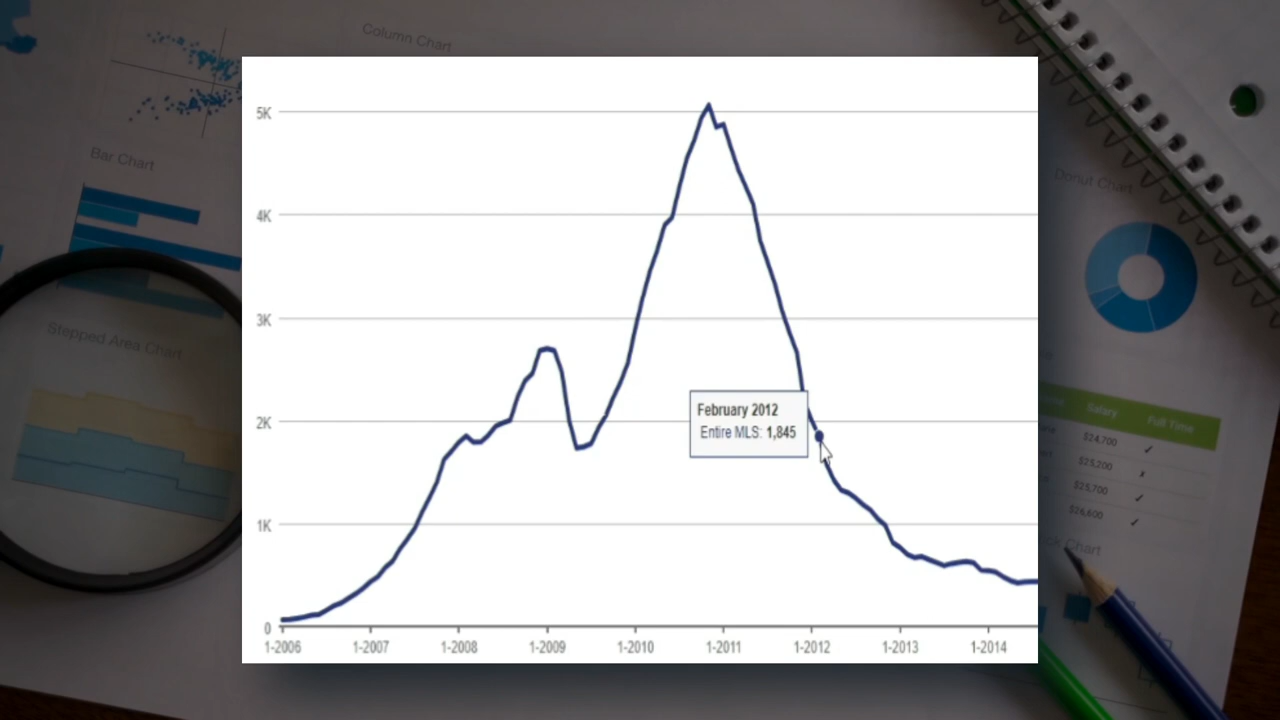 Column Chart
Bar Chart
Stepped Area Chart
5K
4K
3K
2K
1K
0
1-2006
1-2007
1-2008
1-2009
1-2010
1-2011
1-2012
1-2013
1-2014
February 2012
Entire MLS: 1,845
Donut Chart
Salary
Full Time
$24,700
$25,200
$25,700
$26,600
Chart